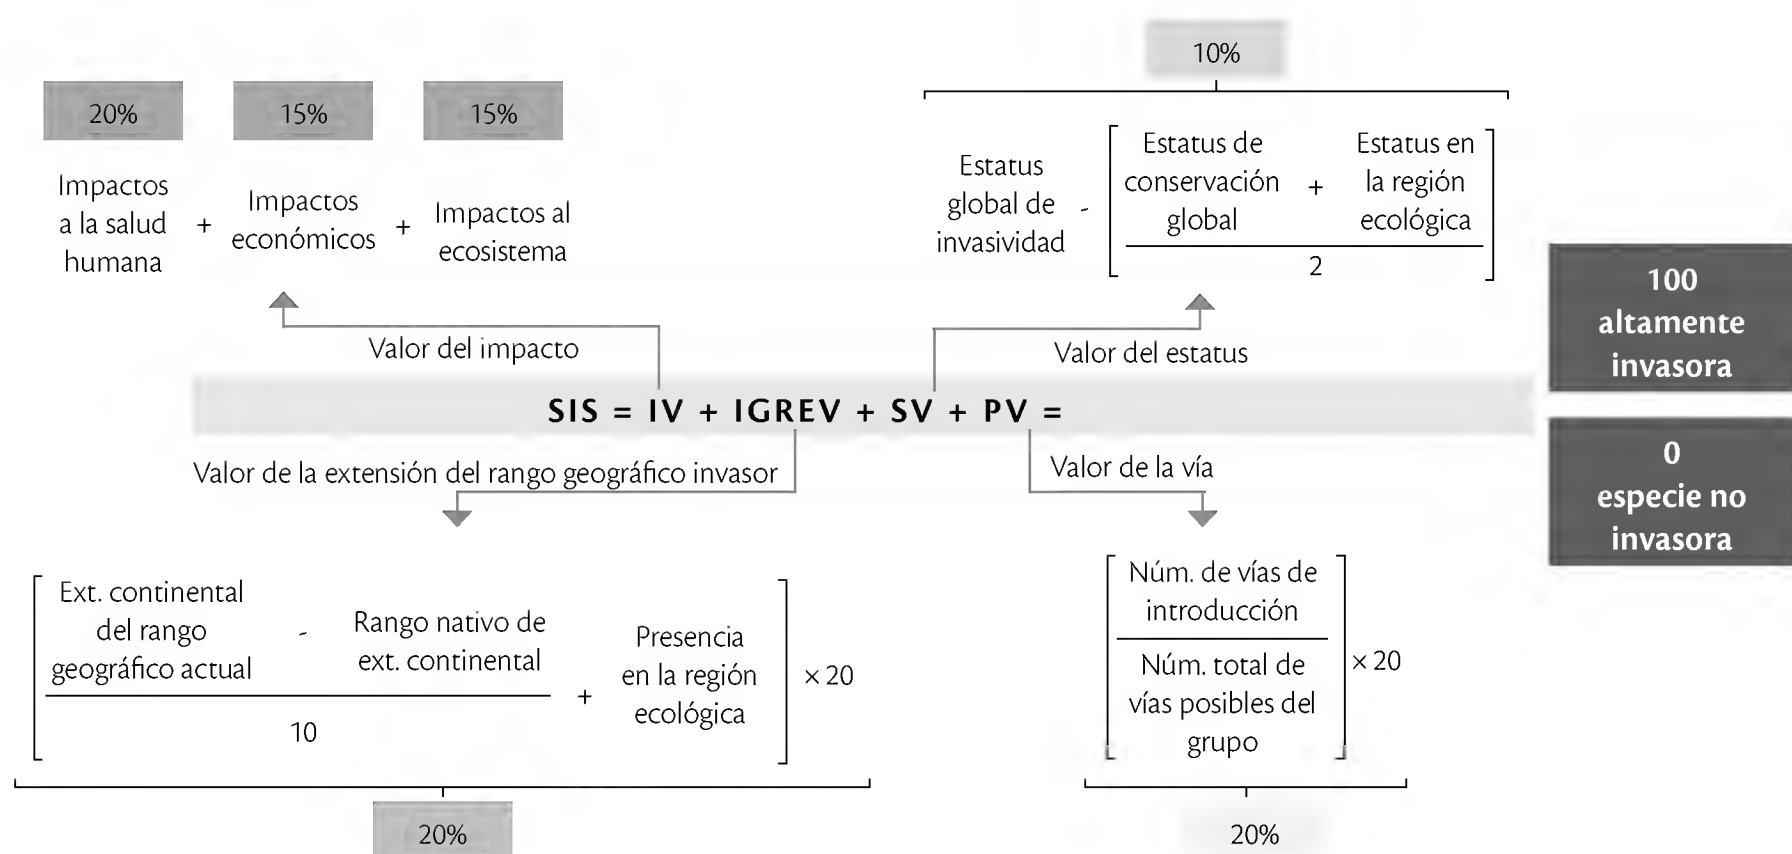 10%
20%
15%
15%
Impactos
a la salud
humana
+
Impactos
económicos
+
Impactos al
ecosistema
Estatus
global de
invasividad
-
Estatus de
conservación
global
+
Estatus en
la región
ecológica
2
100
altamente
invasora
0
especie no
invasora
Valor del impacto
Valor del estatus
SIS = IV + IGREV + SV + PV =
Valor de la extensión del rango geográfico invasor
Valor de la vía
Ext. continental
del rango
geográfico actual
-
Rango nativo de
ext. continental
10
+
Presencia
en la región
ecológica
× 20
20%
Núm. de vías de
introducción
Núm. total de
vías posibles del
grupo
× 20
20%